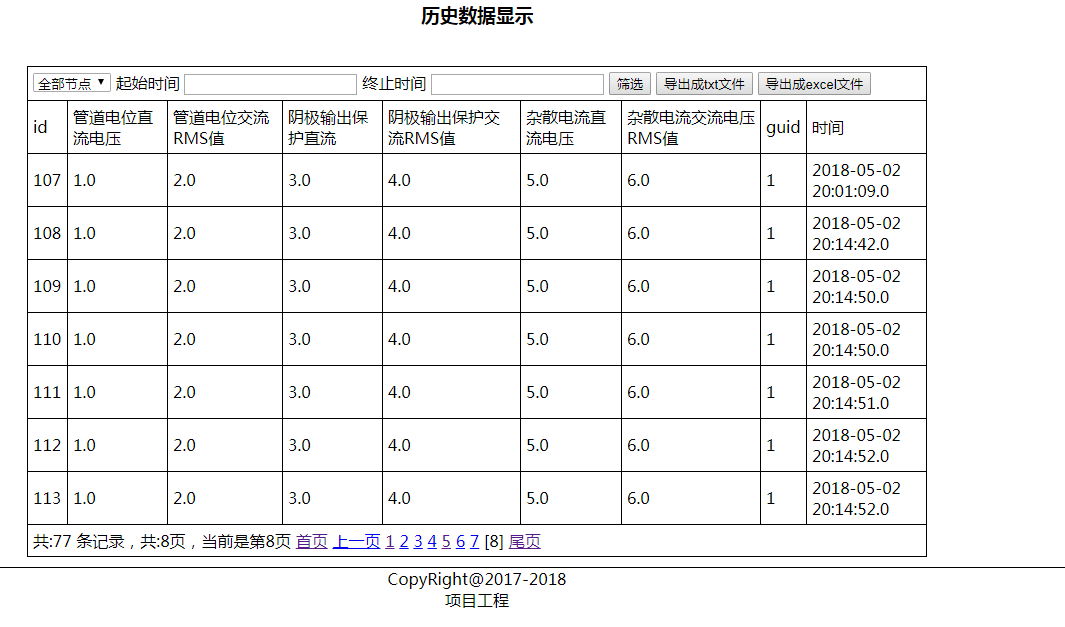 历史数据显示
全部节点 起始时间 终止时间 筛选 导出成txt文件 导出成excel文件
id 管道电位直流电压 管道电位交流RMS值 阴极输出保护直流 阴极输出保护交流RMS值 杂散电流直流电压 杂散电流交流电压RMS值 guid 时间
107 1.0 2.0 3.0 4.0 5.0 6.0 1 2018-05-02 20:01:09.0
108 1.0 2.0 3.0 4.0 5.0 6.0 1 2018-05-02 20:14:42.0
109 1.0 2.0 3.0 4.0 5.0 6.0 1 2018-05-02 20:14:50.0
110 1.0 2.0 3.0 4.0 5.0 6.0 1 2018-05-02 20:14:50.0
111 1.0 2.0 3.0 4.0 5.0 6.0 1 2018-05-02 20:14:51.0
112 1.0 2.0 3.0 4.0 5.0 6.0 1 2018-05-02 20:14:52.0
113 1.0 2.0 3.0 4.0 5.0 6.0 1 2018-05-02 20:14:52.0
共:77 条记录，共:8页，当前是第8页 首页 上一页 1 2 3 4 5 6 7 [8] 尾页
CopyRight@2017-2018
项目工程